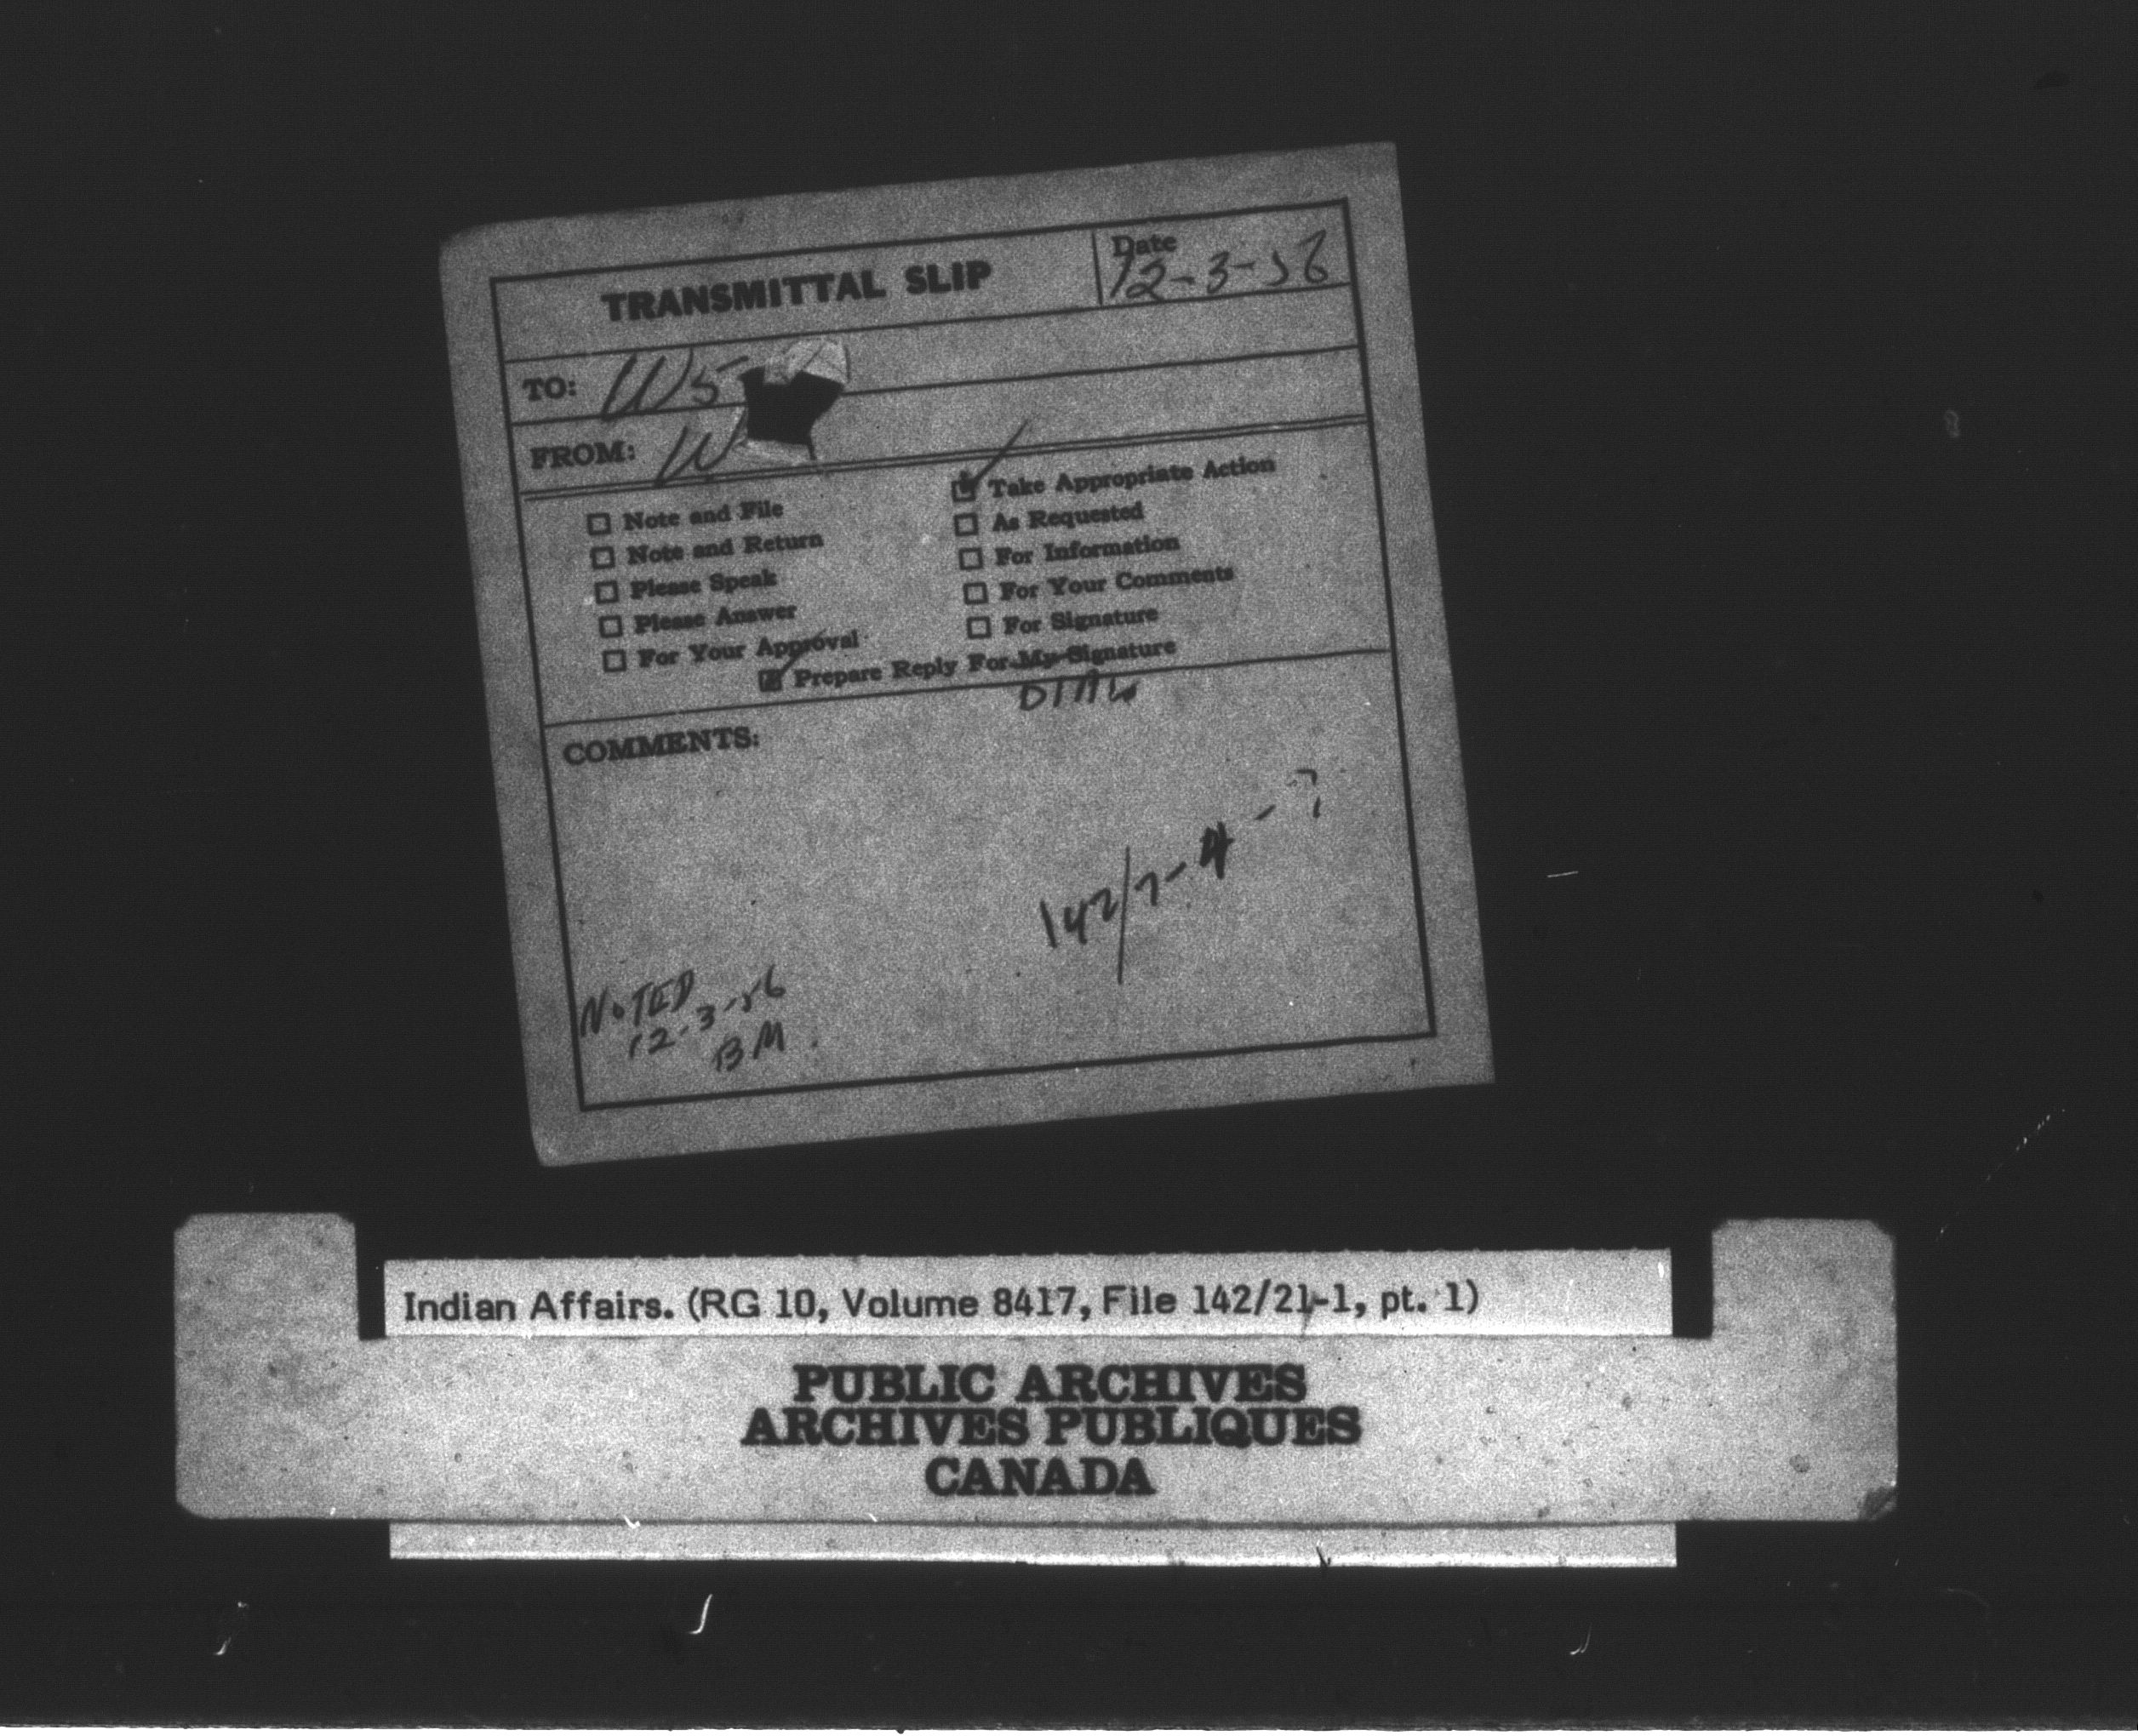 TRANSMITTAL SLIP
Date
12-3-56
TO: W5
FROM: W
☐ Note and File
☐ Note and Return
☐ Please Speak
☐ Please Answer
☐ For Your Approval
☑ Take Appropriate Action
☐ As Requested
☐ For Information
☐ For Your Comments
☐ For Signature
☑ Prepare Reply For My Signature
COMMENTS:
142/7-4-7
NOTED
12-3-56
BM
Indian Affairs. (RG 10, Volume 8417, File 142/21-1, pt. 1)
PUBLIC ARCHIVES
ARCHIVES PUBLIQUES
CANADA